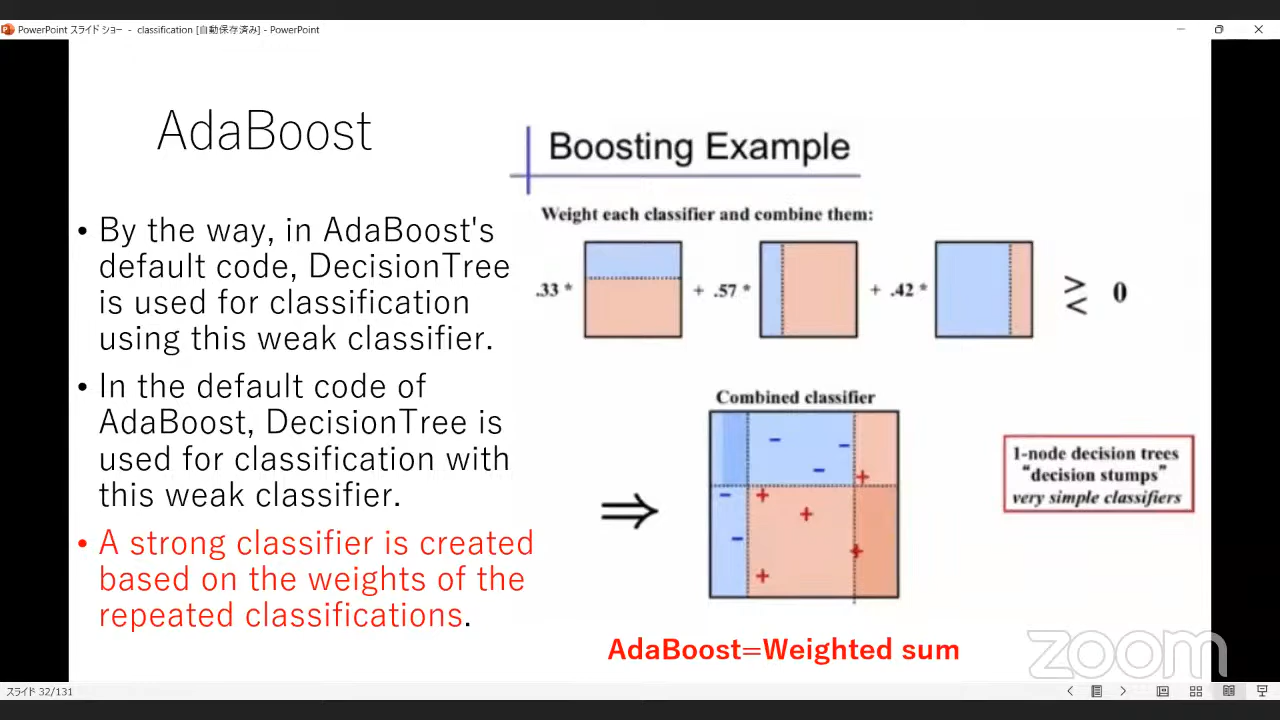 PowerPoint スライド ショー - classification [自動保存済み] - PowerPoint
AdaBoost
• By the way, in AdaBoost's
default code, DecisionTree
is used for classification
using this weak classifier.
• In the default code of
AdaBoost, DecisionTree is
used for classification with
this weak classifier.
• A strong classifier is created
based on the weights of the
repeated classifications.
Boosting Example
Weight each classifier and combine them:
.33 * + .57 * + .42 * ≷ 0
Combined classifier
⇒
1-node decision trees
"decision stumps"
very simple classifiers
AdaBoost=Weighted sum
zoom
スライド 32/131